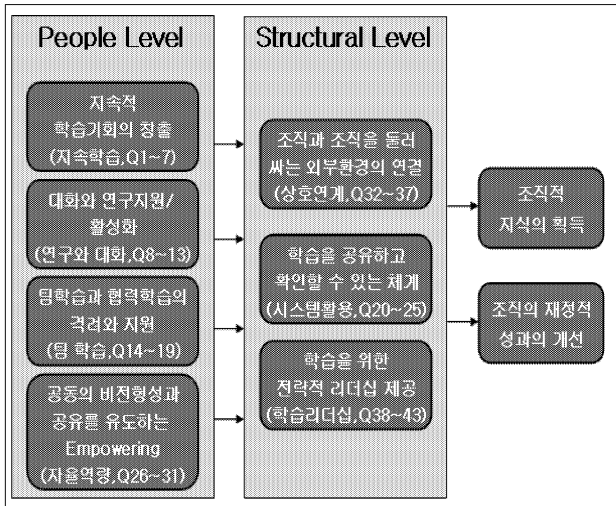 People Level
지속적
학습기회의 창출
(지속학습,Q1~7)
대화와 연구지원/
활성화
(연구와 대화,Q8~13)
팀학습과 협력학습의
격려와 지원
(팀 학습,Q14~19)
공동의 비전형성과
공유를 유도하는
Empowering
(자율역량,Q26~31)
Structural Level
조직과 조직을 둘러
싸는 외부환경의 연결
(상호연계,Q32~37)
학습을 공유하고
확인할 수 있는 체계
(시스템활용,Q20~25)
학습을 위한
전략적 리더십 제공
(학습리더십,Q38~43)
조직적
지식의 획득
조직의 재정적
성과의 개선